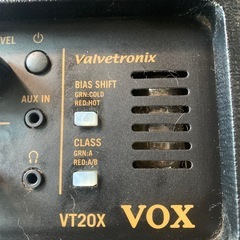 Valvetronix
VEL
BIAS SHIFT
GRN:COLD
RED:HOT
AUX IN
CLASS
GRN:A
RED:A/B
VT20X
VOX